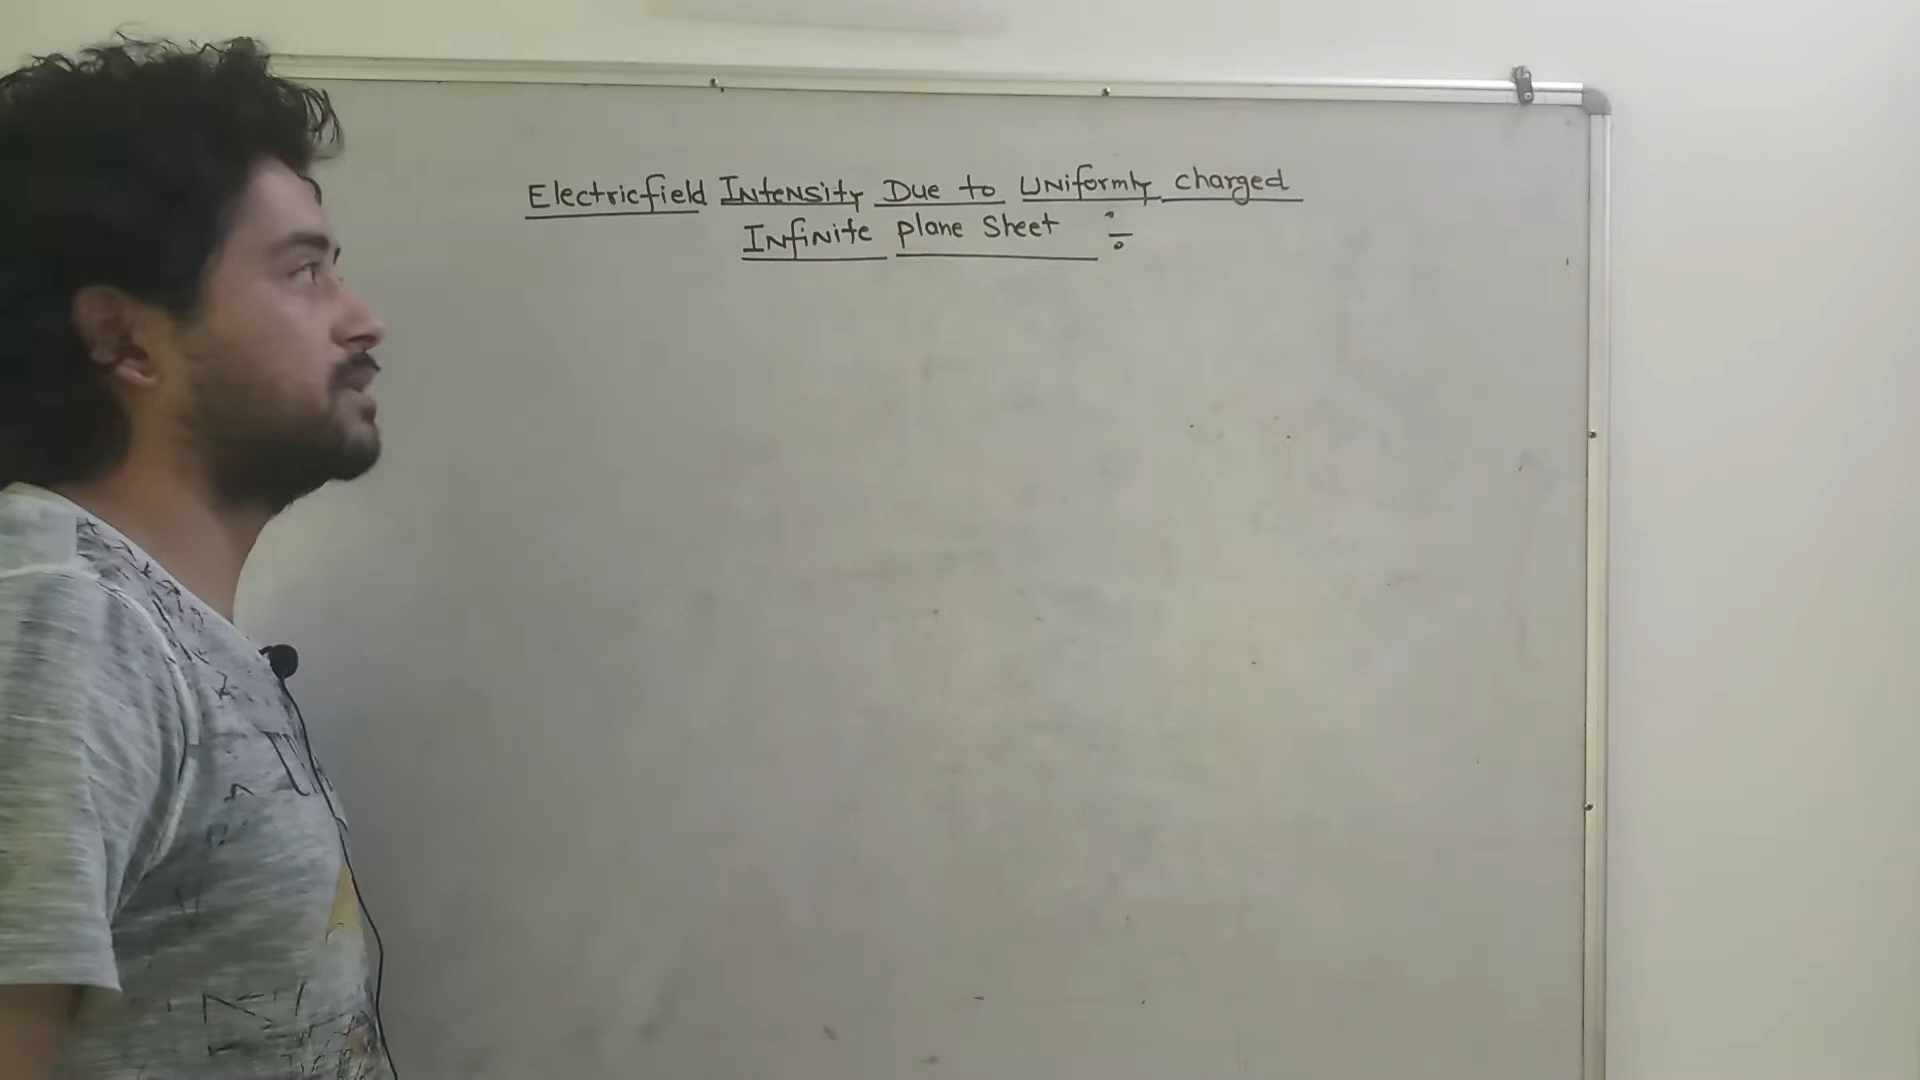 Electricfield Intensity Due to Uniformly charged
Infinite plane Sheet ÷